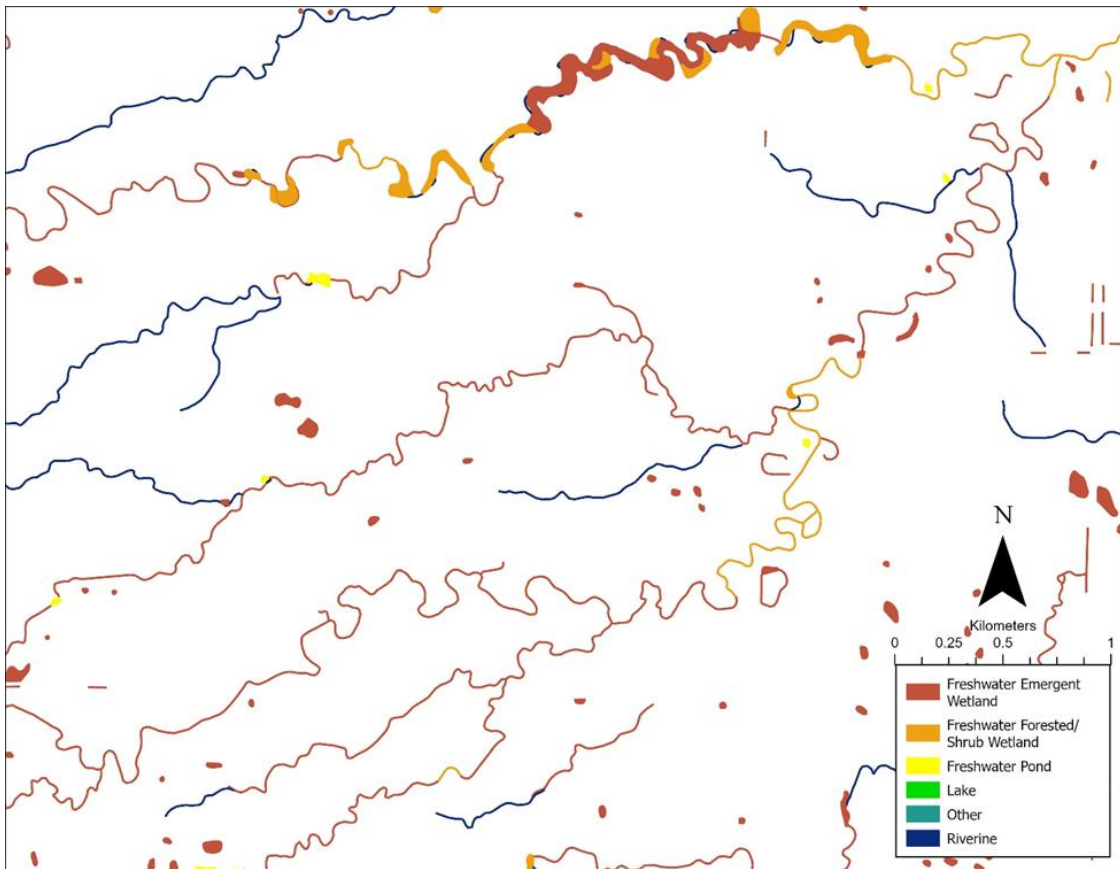 N
Kilometers
0 0.25 0.5 1
Freshwater Emergent
Wetland
Freshwater Forested/
Shrub Wetland
Freshwater Pond
Lake
Other
Riverine